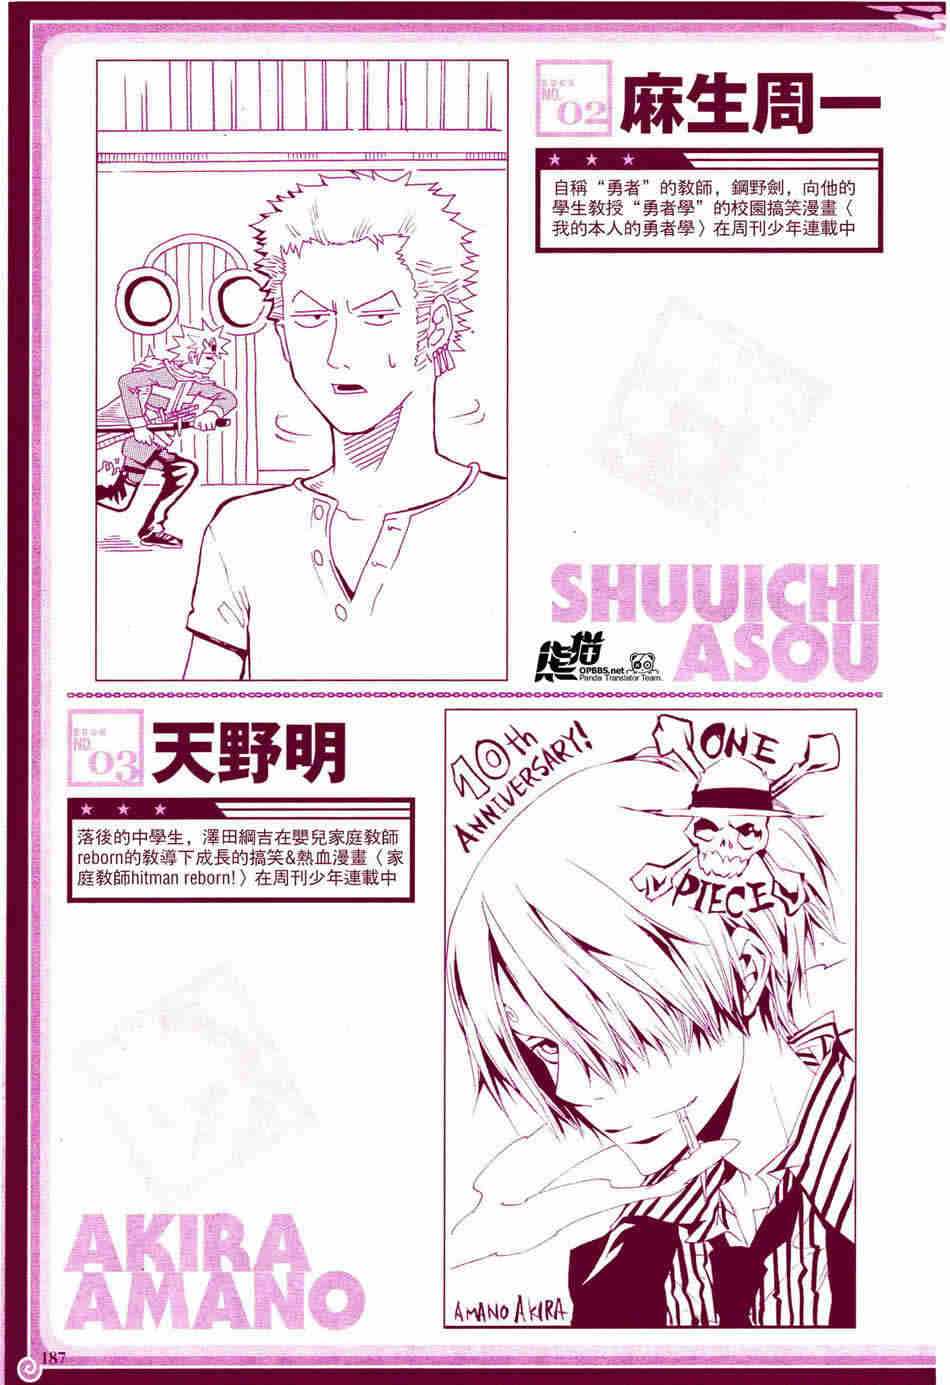 NO.
02
麻生周一
自稱“勇者”的教師，鋼野劍，向他的
學生教授“勇者學”的校園搞笑漫畫〈
我的本人的勇者學〉在周刊少年連載中
SHUUICHI
ASOU
熊猫
OPBBS.net
Panda Translator Team.
NO.
03
天野明
落後的中學生，澤田綱吉在嬰兒家庭教師
reborn的教導下成長的搞笑&熱血漫畫〈家
庭教師hitman reborn!〉在周刊少年連載中
10th
ANNIVERSARY!
ONE
PIECE
AMANO AKIRA
AKIRA
AMANO
187